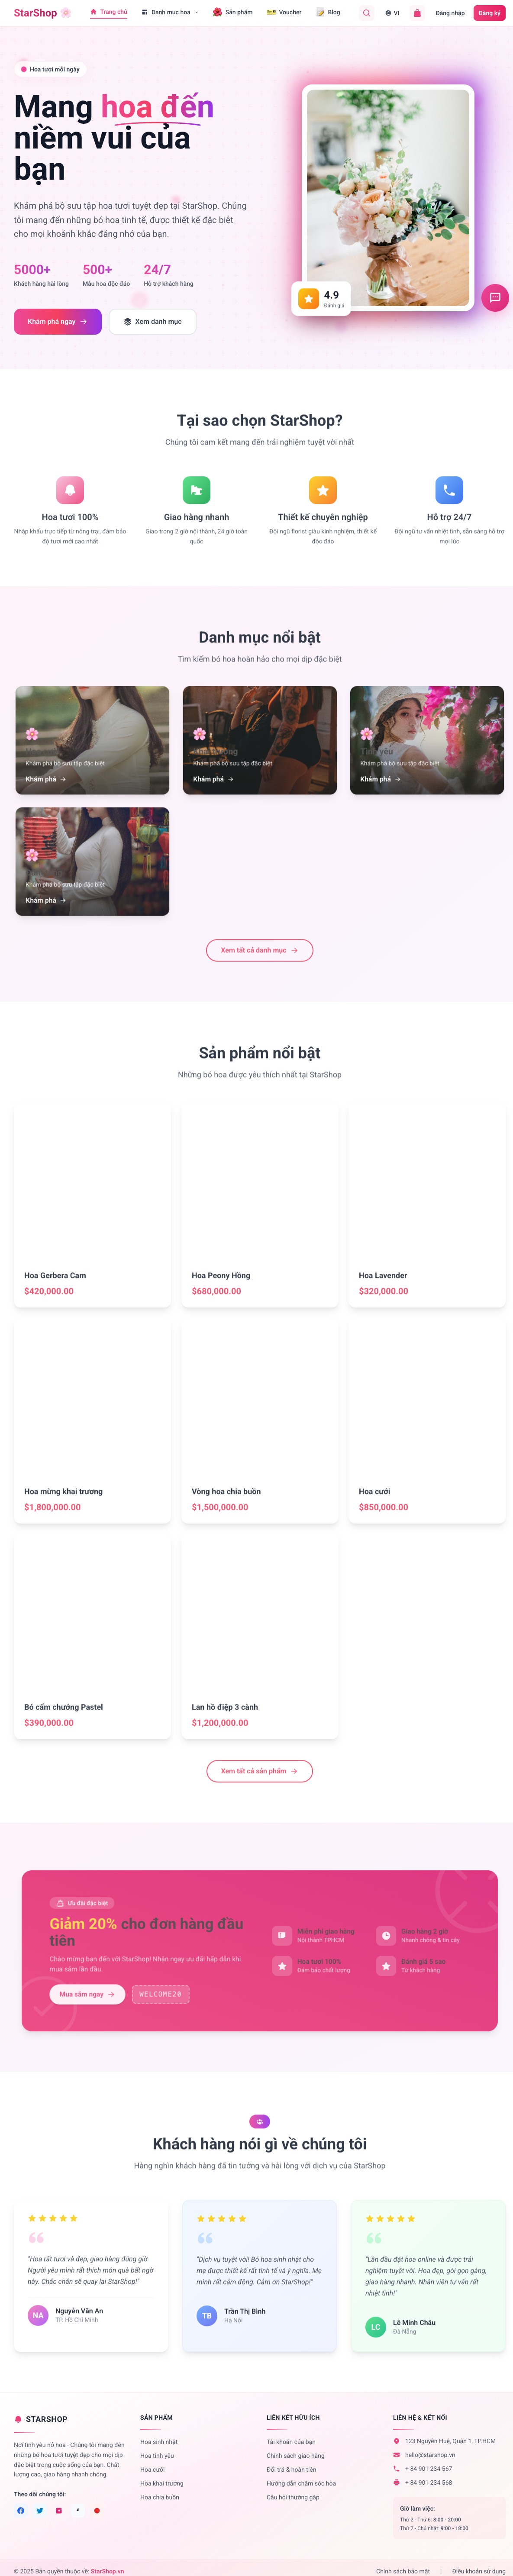 StarShop
Trang chủ
Danh mục hoa
Sản phẩm
Voucher
Blog
VI
Đăng nhập
Đăng ký
Hoa tươi mỗi ngày
Mang hoa đến
niềm vui của
bạn
Khám phá bộ sưu tập hoa tươi tuyệt đẹp tại StarShop. Chúng
tôi mang đến những bó hoa tinh tế, được thiết kế đặc biệt
cho mọi khoảnh khắc đáng nhớ của bạn.
5000+
Khách hàng hài lòng
500+
Mẫu hoa độc đáo
24/7
Hỗ trợ khách hàng
Khám phá ngay
Xem danh mục
4.9
Đánh giá
Tại sao chọn StarShop?
Chúng tôi cam kết mang đến trải nghiệm tuyệt vời nhất
Hoa tươi 100%
Nhập khẩu trực tiếp từ nông trại, đảm bảo
độ tươi mới cao nhất
Giao hàng nhanh
Giao trong 2 giờ nội thành, 24 giờ toàn
quốc
Thiết kế chuyên nghiệp
Đội ngũ florist giàu kinh nghiệm, thiết kế
độc đáo
Hỗ trợ 24/7
Đội ngũ tư vấn nhiệt tình, sẵn sàng hỗ trợ
mọi lúc
Danh mục nổi bật
Tìm kiếm bó hoa hoàn hảo cho mọi dịp đặc biệt
Khám phá bộ sưu tập đặc biệt
Khám phá
Khám phá bộ sưu tập đặc biệt
Khám phá
Tình yêu
Khám phá bộ sưu tập đặc biệt
Khám phá
Khám phá bộ sưu tập đặc biệt
Khám phá
Xem tất cả danh mục
Sản phẩm nổi bật
Những bó hoa được yêu thích nhất tại StarShop
Hoa Gerbera Cam
$420,000.00
Hoa Peony Hồng
$680,000.00
Hoa Lavender
$320,000.00
Hoa mừng khai trương
$1,800,000.00
Vòng hoa chia buồn
$1,500,000.00
Hoa cưới
$850,000.00
Bó cẩm chướng Pastel
$390,000.00
Lan hồ điệp 3 cành
$1,200,000.00
Xem tất cả sản phẩm
Ưu đãi đặc biệt
Giảm 20% cho đơn hàng đầu
tiên
Chào mừng bạn đến với StarShop! Nhận ngay ưu đãi hấp dẫn khi
mua sắm lần đầu.
Mua sắm ngay
WELCOME20
Miễn phí giao hàng
Nội thành TPHCM
Giao hàng 2 giờ
Nhanh chóng & tin cậy
Hoa tươi 100%
Đảm bảo chất lượng
Đánh giá 5 sao
Từ khách hàng
Khách hàng nói gì về chúng tôi
Hàng nghìn khách hàng đã tin tưởng và hài lòng với dịch vụ của StarShop
"Hoa rất tươi và đẹp, giao hàng đúng giờ.
Người yêu mình rất thích món quà bất ngờ
này. Chắc chắn sẽ quay lại StarShop!"
NA
Nguyễn Văn An
TP. Hồ Chí Minh
"Dịch vụ tuyệt vời! Bó hoa sinh nhật cho
mẹ được thiết kế rất tinh tế và ý nghĩa. Mẹ
mình rất cảm động. Cảm ơn StarShop!"
TB
Trần Thị Bình
Hà Nội
"Lần đầu đặt hoa online và được trải
nghiệm tuyệt vời. Hoa đẹp, gói gọn gàng,
giao hàng nhanh. Nhân viên tư vấn rất
nhiệt tình!"
LC
Lê Minh Châu
Đà Nẵng
STARSHOP
Nơi tình yêu nở hoa - Chúng tôi mang đến
những bó hoa tươi tuyệt đẹp cho mọi dịp
đặc biệt trong cuộc sống của bạn. Chất
lượng cao, giao hàng nhanh chóng.
Theo dõi chúng tôi:
SẢN PHẨM
Hoa sinh nhật
Hoa tình yêu
Hoa cưới
Hoa khai trương
Hoa chia buồn
LIÊN KẾT HỮU ÍCH
Tài khoản của bạn
Chính sách giao hàng
Đổi trả & hoàn tiền
Hướng dẫn chăm sóc hoa
Câu hỏi thường gặp
LIÊN HỆ & KẾT NỐI
123 Nguyễn Huệ, Quận 1, TP.HCM
hello@starshop.vn
+ 84 901 234 567
+ 84 901 234 568
Giờ làm việc:
Thứ 2 - Thứ 6: 8:00 - 20:00
Thứ 7 - Chủ nhật: 9:00 - 18:00
© 2025 Bản quyền thuộc về: StarShop.vn
Chính sách bảo mật
|
Điều khoản sử dụng